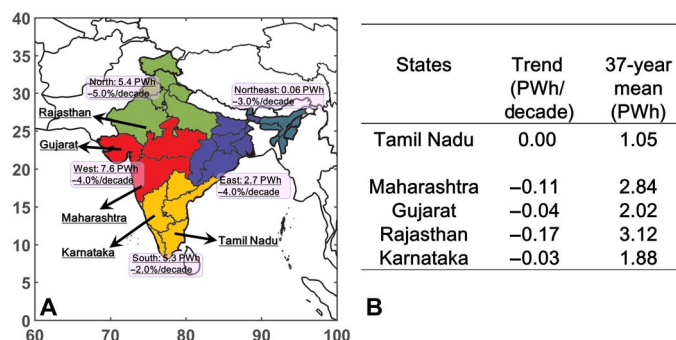 40
35
30
25
20
15
10
5
0
60
70
80
90
100
North: 5.4 PWh
–5.0%/decade
Northeast: 0.06 PWh
–3.0%/decade
Rajasthan
Gujarat
West: 7.6 PWh
–4.0%/decade
East: 2.7 PWh
–4.0%/decade
Maharashtra
Karnataka
Tamil Nadu
South: 5.3 PWh
–2.0%/decade
A
States Trend (PWh/decade) 37-year mean (PWh)
Tamil Nadu 0.00 1.05
Maharashtra –0.11 2.84
Gujarat –0.04 2.02
Rajasthan –0.17 3.12
Karnataka –0.03 1.88
B